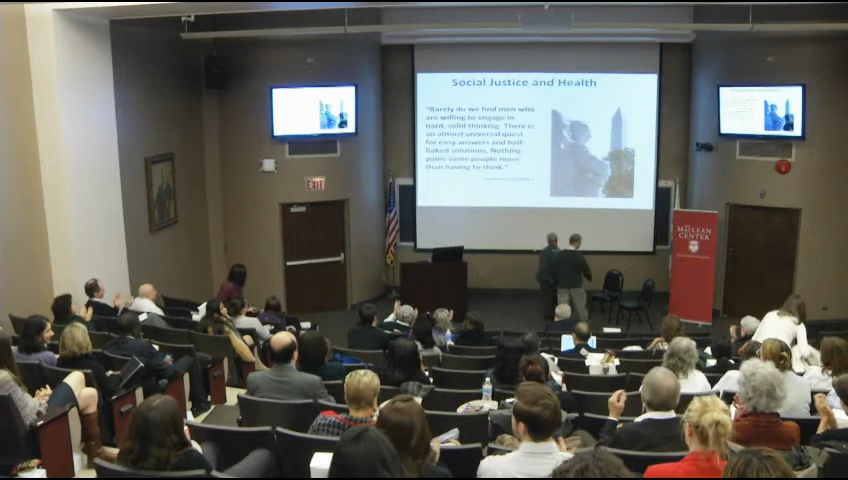 Social Justice and Health
"Rarely do we find men who
are willing to engage in
hard, solid thinking. There is
an almost universal quest
for easy answers and half-
baked solutions. Nothing
pains some people more
than having to think."
EXIT
MACLEAN
CENTER